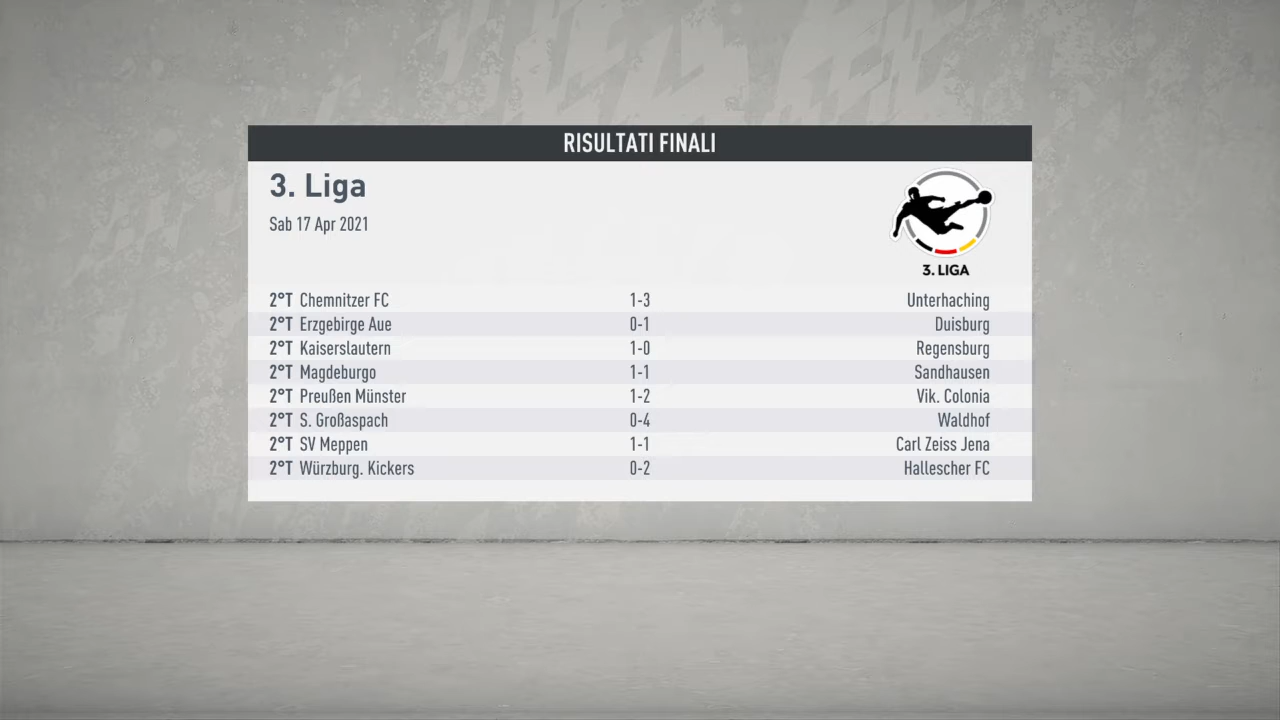 RISULTATI FINALI
3. Liga
Sab 17 Apr 2021
3. LIGA
2°T Chemnitzer FC 1-3 Unterhaching
2°T Erzgebirge Aue 0-1 Duisburg
2°T Kaiserslautern 1-0 Regensburg
2°T Magdeburgo 1-1 Sandhausen
2°T Preußen Münster 1-2 Vik. Colonia
2°T S. Großaspach 0-4 Waldhof
2°T SV Meppen 1-1 Carl Zeiss Jena
2°T Würzburg. Kickers 0-2 Hallescher FC